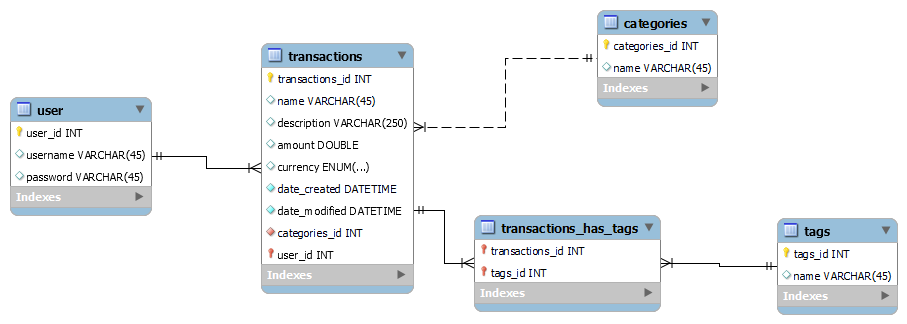 user
user_id INT
username VARCHAR(45)
password VARCHAR(45)
Indexes
transactions
transactions_id INT
name VARCHAR(45)
description VARCHAR(250)
amount DOUBLE
currency ENUM(...)
date_created DATETIME
date_modified DATETIME
categories_id INT
user_id INT
Indexes
categories
categories_id INT
name VARCHAR(45)
Indexes
transactions_has_tags
transactions_id INT
tags_id INT
Indexes
tags
tags_id INT
name VARCHAR(45)
Indexes